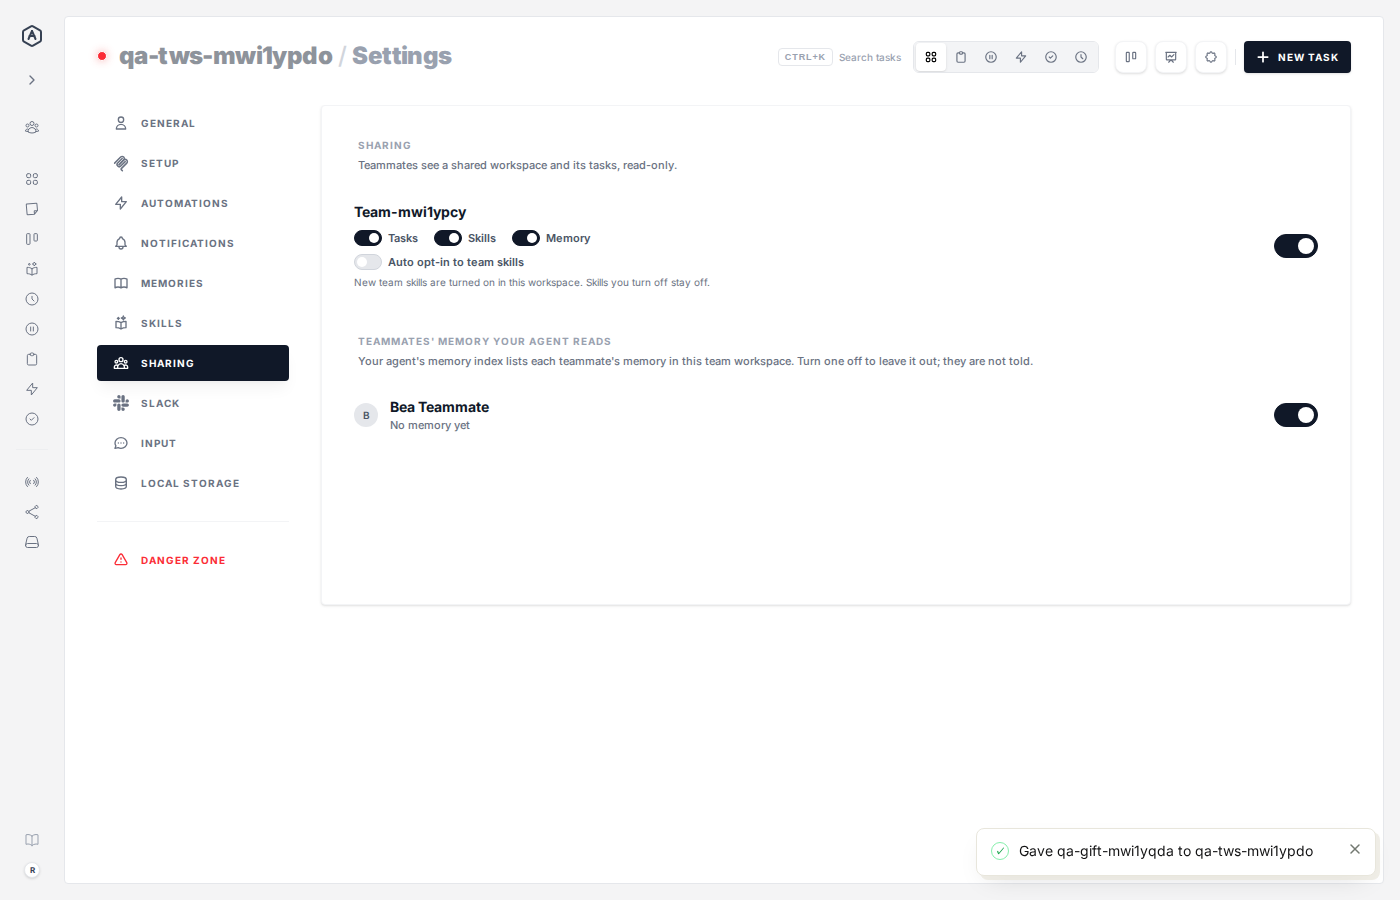 qa-tws-mwi1ypdo / Settings
CTRL+K Search tasks
NEW TASK
GENERAL
SETUP
AUTOMATIONS
NOTIFICATIONS
MEMORIES
SKILLS
SHARING
SLACK
INPUT
LOCAL STORAGE
DANGER ZONE
SHARING
Teammates see a shared workspace and its tasks, read-only.
Team-mwi1ypcy
Tasks Skills Memory
Auto opt-in to team skills
New team skills are turned on in this workspace. Skills you turn off stay off.
TEAMMATES' MEMORY YOUR AGENT READS
Your agent's memory index lists each teammate's memory in this team workspace. Turn one off to leave it out; they are not told.
B
Bea Teammate
No memory yet
R
Gave qa-gift-mwi1yqda to qa-tws-mwi1ypdo